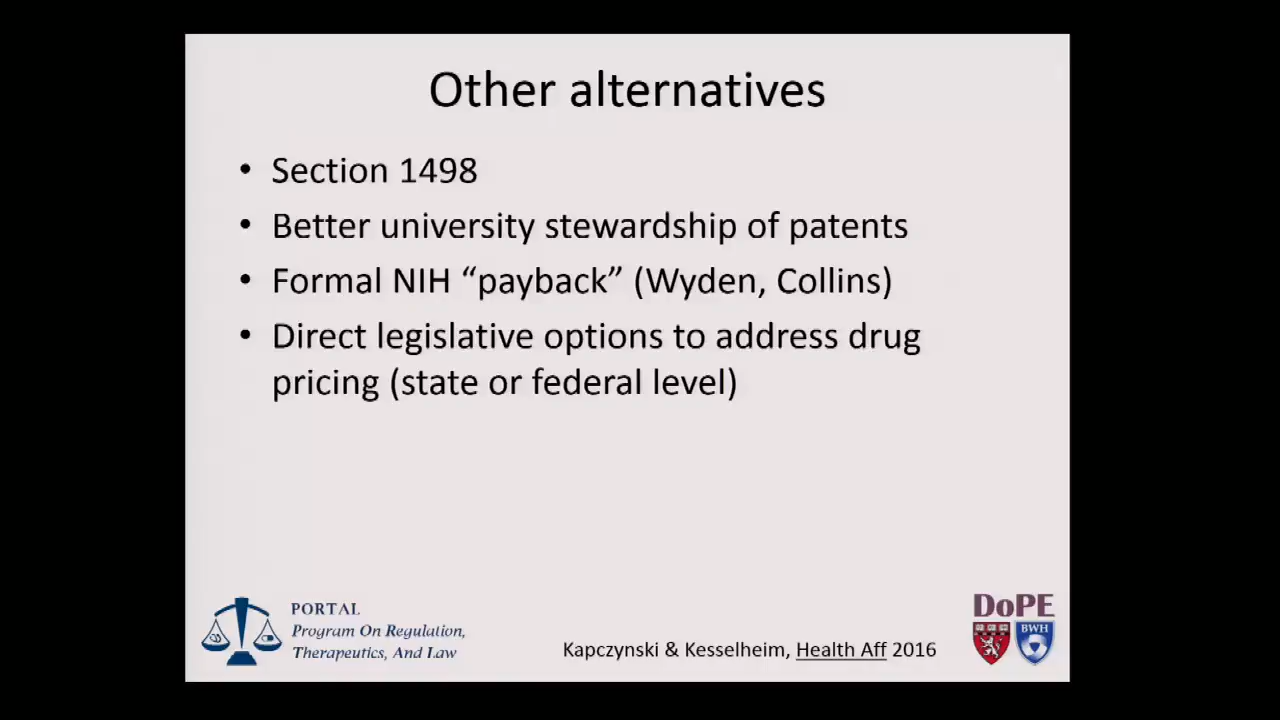 Other alternatives
• Section 1498
• Better university stewardship of patents
• Formal NIH “payback” (Wyden, Collins)
• Direct legislative options to address drug
pricing (state or federal level)
PORTAL
Program On Regulation,
Therapeutics, And Law
Kapczynski & Kesselheim, Health Aff 2016
DoPE
BWH